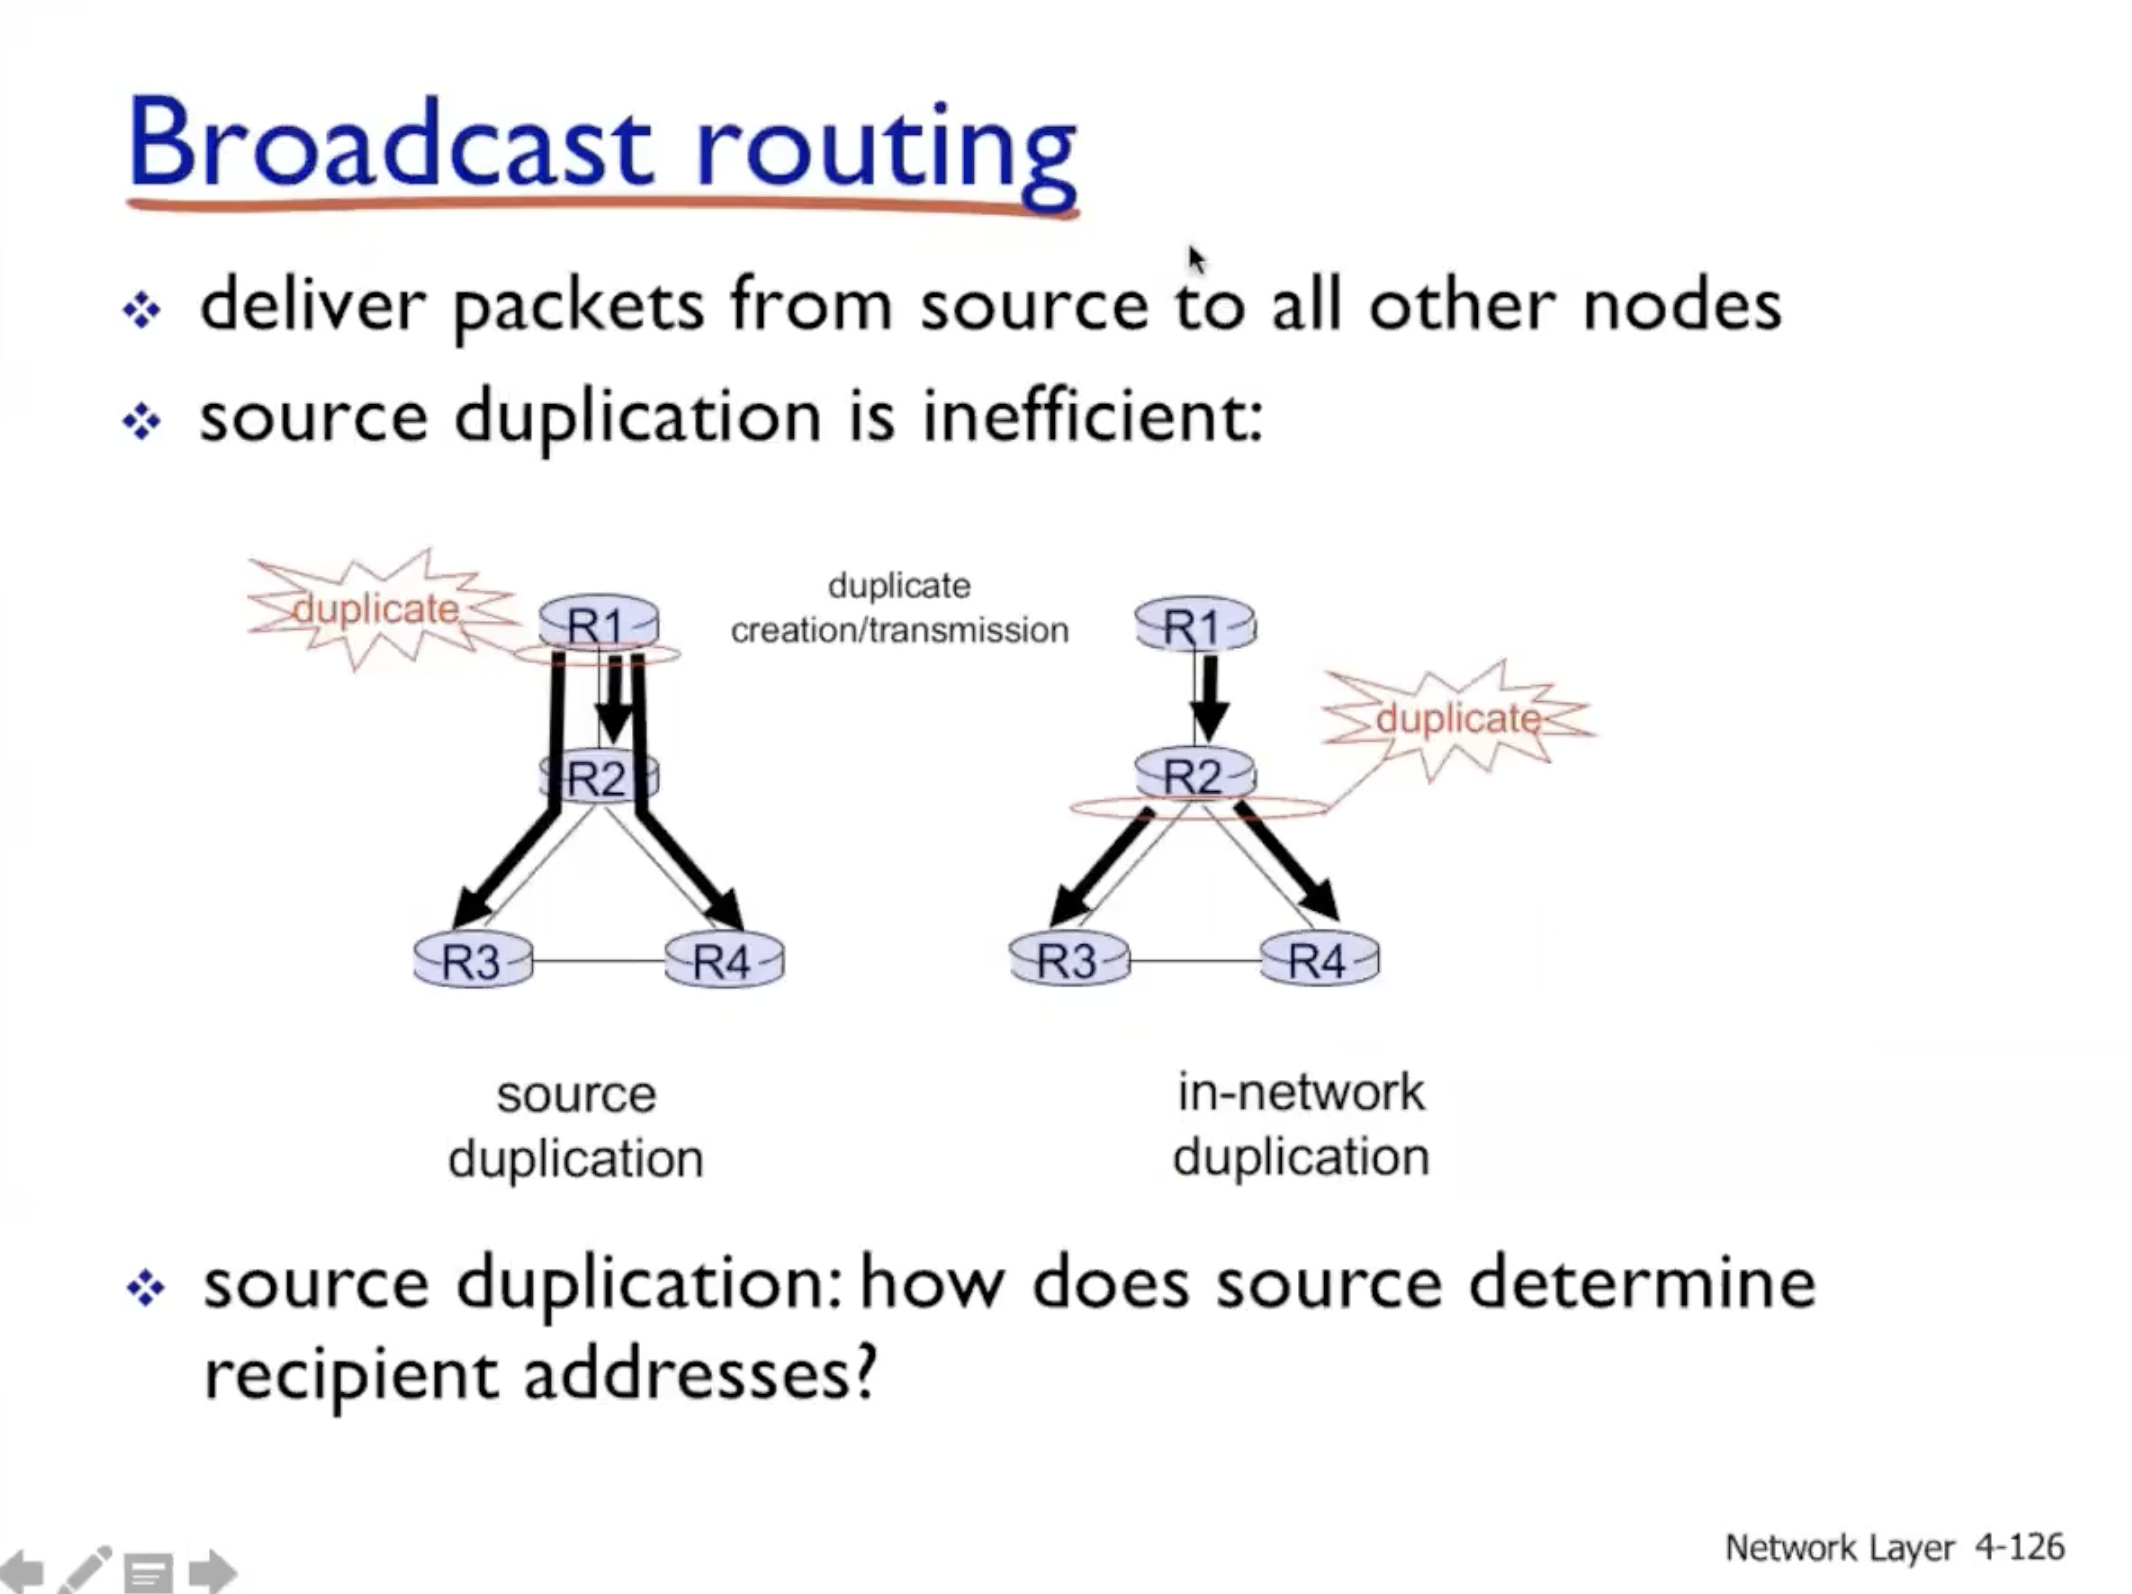 Broadcast routing
deliver packets from source to all other nodes
source duplication is inefficient:
duplicate
R1
R2
R3
R4
duplicate
creation/transmission
R1
R2
R3
R4
duplicate
source
duplication
in-network
duplication
source duplication: how does source determine
recipient addresses?
Network Layer 4-126